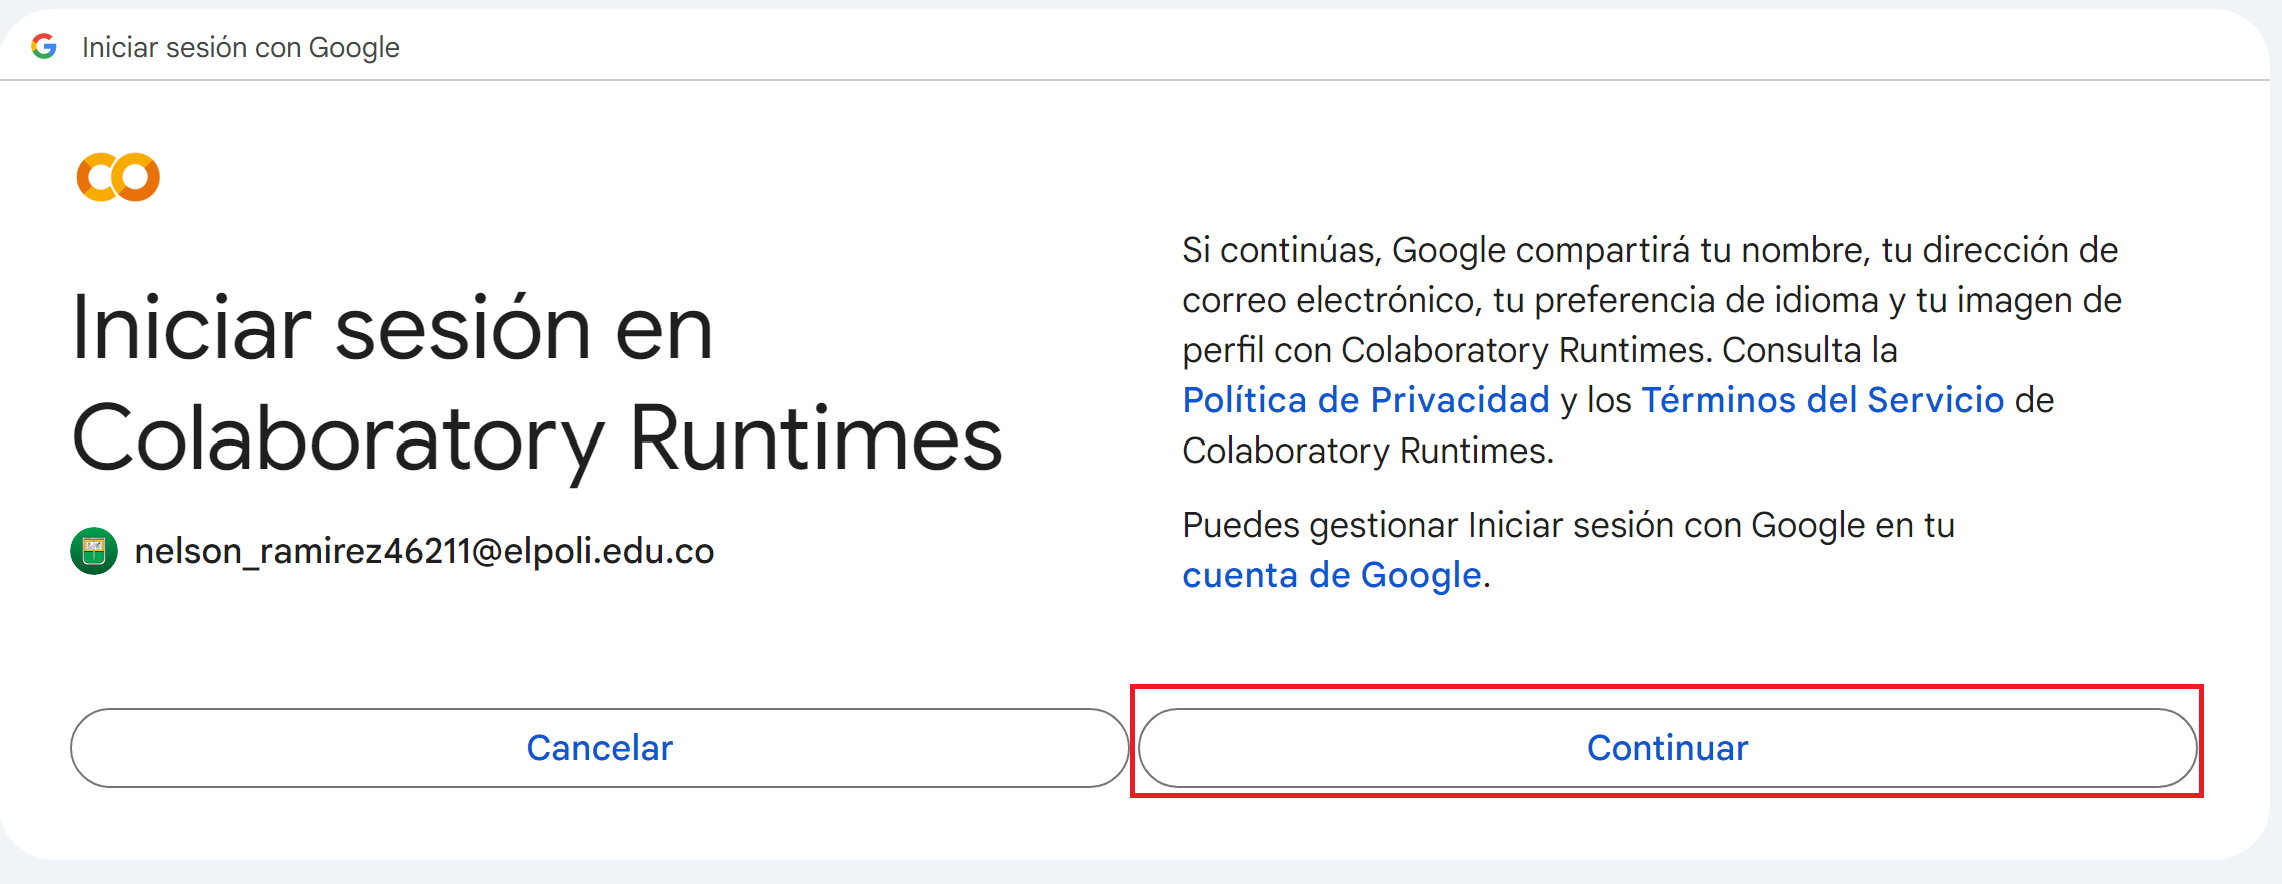 Iniciar sesión con Google
Iniciar sesión en
Colaboratory Runtimes
nelson_ramirez46211@elpoli.edu.co
Si continúas, Google compartirá tu nombre, tu dirección de
correo electrónico, tu preferencia de idioma y tu imagen de
perfil con Colaboratory Runtimes. Consulta la
Política de Privacidad y los Términos del Servicio de
Colaboratory Runtimes.
Puedes gestionar Iniciar sesión con Google en tu
cuenta de Google.
Cancelar
Continuar